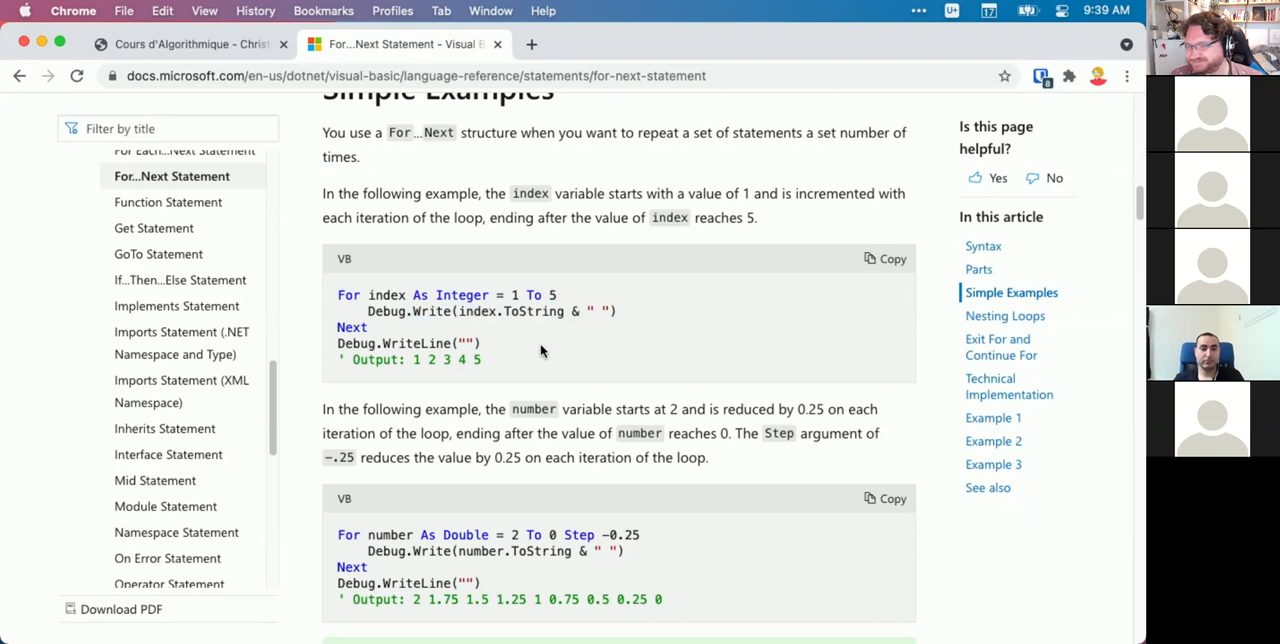 Chrome File Edit View History Bookmarks Profiles Tab Window Help
U+ 17 9:39 AM
Cours d'Algorithmique - Christ
For...Next Statement - Visual B
docs.microsoft.com/en-us/dotnet/visual-basic/language-reference/statements/for-next-statement
8
Filter by title
For Each...Next Statement
For...Next Statement
Function Statement
Get Statement
GoTo Statement
If...Then...Else Statement
Implements Statement
Imports Statement (.NET
Namespace and Type)
Imports Statement (XML
Namespace)
Inherits Statement
Interface Statement
Mid Statement
Module Statement
Namespace Statement
On Error Statement
Operator Statement
Download PDF
Simple Examples
You use a For...Next structure when you want to repeat a set of statements a set number of
times.
In the following example, the index variable starts with a value of 1 and is incremented with
each iteration of the loop, ending after the value of index reaches 5.
VB
Copy
For index As Integer = 1 To 5
    Debug.Write(index.ToString & " ")
Next
Debug.WriteLine("")
' Output: 1 2 3 4 5
In the following example, the number variable starts at 2 and is reduced by 0.25 on each
iteration of the loop, ending after the value of number reaches 0. The Step argument of
-.25 reduces the value by 0.25 on each iteration of the loop.
VB
Copy
For number As Double = 2 To 0 Step -0.25
    Debug.Write(number.ToString & " ")
Next
Debug.WriteLine("")
' Output: 2 1.75 1.5 1.25 1 0.75 0.5 0.25 0
Is this page
helpful?
Yes No
In this article
Syntax
Parts
Simple Examples
Nesting Loops
Exit For and
Continue For
Technical
Implementation
Example 1
Example 2
Example 3
See also